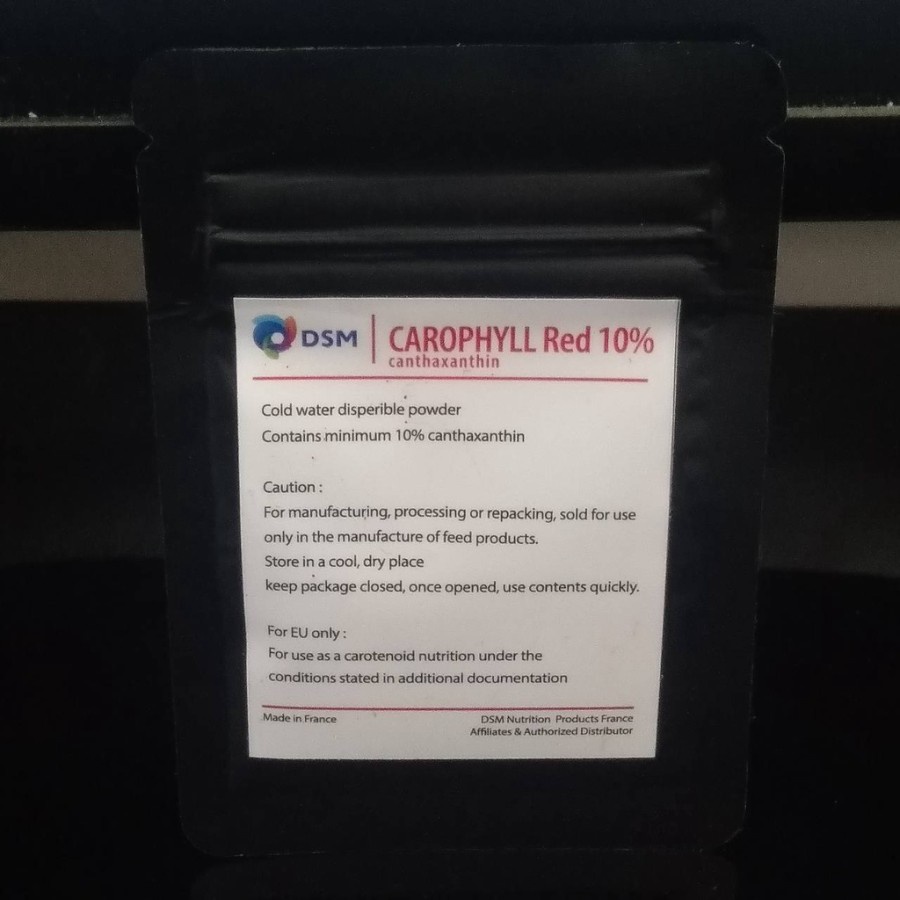 DSM
CAROPHYLL Red 10%
canthaxanthin
Cold water disperible powder
Contains minimum 10% canthaxanthin
Caution :
For manufacturing, processing or repacking, sold for use
only in the manufacture of feed products.
Store in a cool, dry place
keep package closed, once opened, use contents quickly.
For EU only :
For use as a carotenoid nutrition under the
conditions stated in additional documentation
Made in France
DSM Nutrition Products France
Affiliates & Authorized Distributor